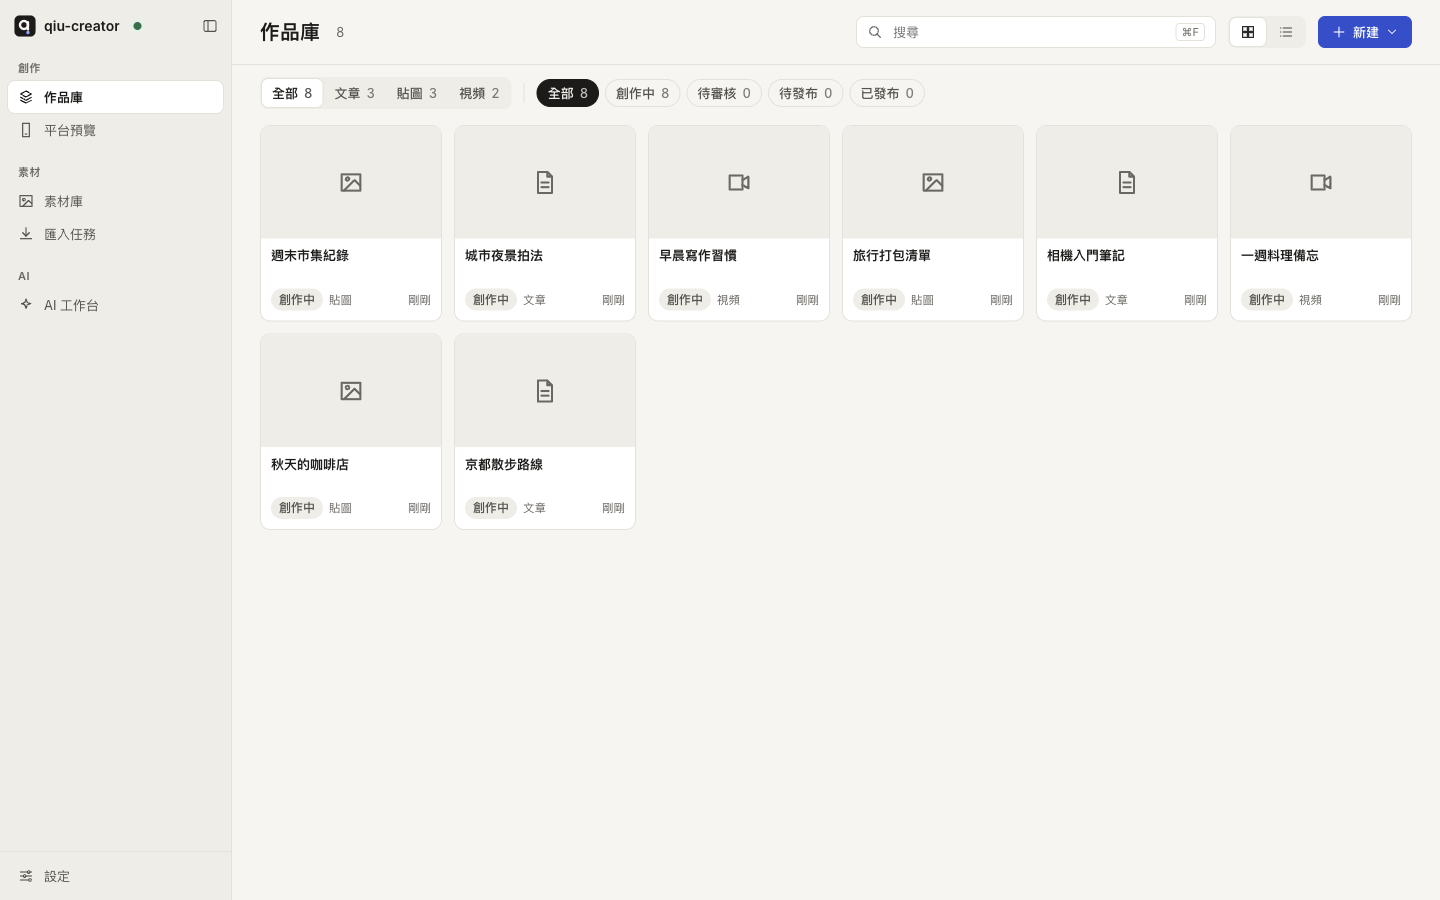 qiu-creator
創作
作品庫
平台預覽
素材
素材庫
匯入任務
AI
AI 工作台
設定
作品庫 8
搜尋 ⌘F
新建
全部 8 文章 3 貼圖 3 視頻 2
全部 8 創作中 8 待審核 0 待發布 0 已發布 0
週末市集紀錄
創作中 貼圖 剛剛
城市夜景拍法
創作中 文章 剛剛
早晨寫作習慣
創作中 視頻 剛剛
旅行打包清單
創作中 貼圖 剛剛
相機入門筆記
創作中 文章 剛剛
一週料理備忘
創作中 視頻 剛剛
秋天的咖啡店
創作中 貼圖 剛剛
京都散步路線
創作中 文章 剛剛